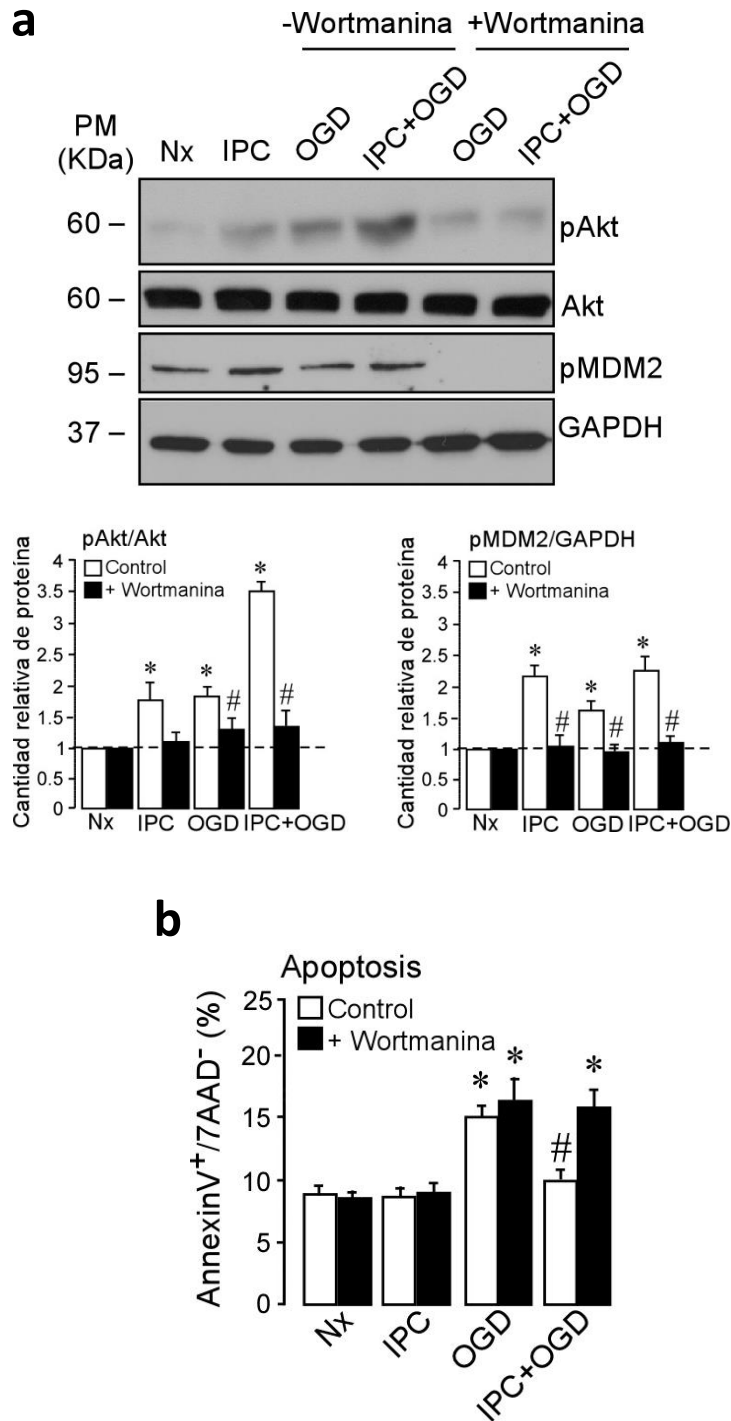 a
-Wortmanina +Wortmanina
PM
(KDa)
Nx IPC OGD IPC+OGD OGD IPC+OGD
60 – pAkt
60 – Akt
95 – pMDM2
37 – GAPDH
pAkt/Akt
Cantidad relativa de proteína
4
3.5
3
2.5
2
1.5
1
0.5
0
Control
+ Wortmanina
* * # * #
Nx IPC OGD IPC+OGD
pMDM2/GAPDH
Cantidad relativa de proteína
4
3.5
3
2.5
2
1.5
1
0.5
0
Control
+ Wortmanina
* # * # * #
Nx IPC OGD IPC+OGD
b
Apoptosis
AnnexinV+/7AAD- (%)
25
20
15
10
5
0
Control
+ Wortmanina
* * # *
Nx IPC OGD IPC+OGD